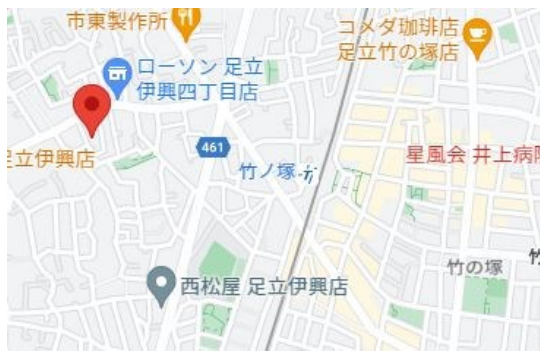 市東製作所
コメダ珈琲店
足立竹の塚店
ローソン 足立
伊興四丁目店
立伊興店
461
竹ノ塚
星風会 井上病
西松屋 足立伊興店
竹の塚